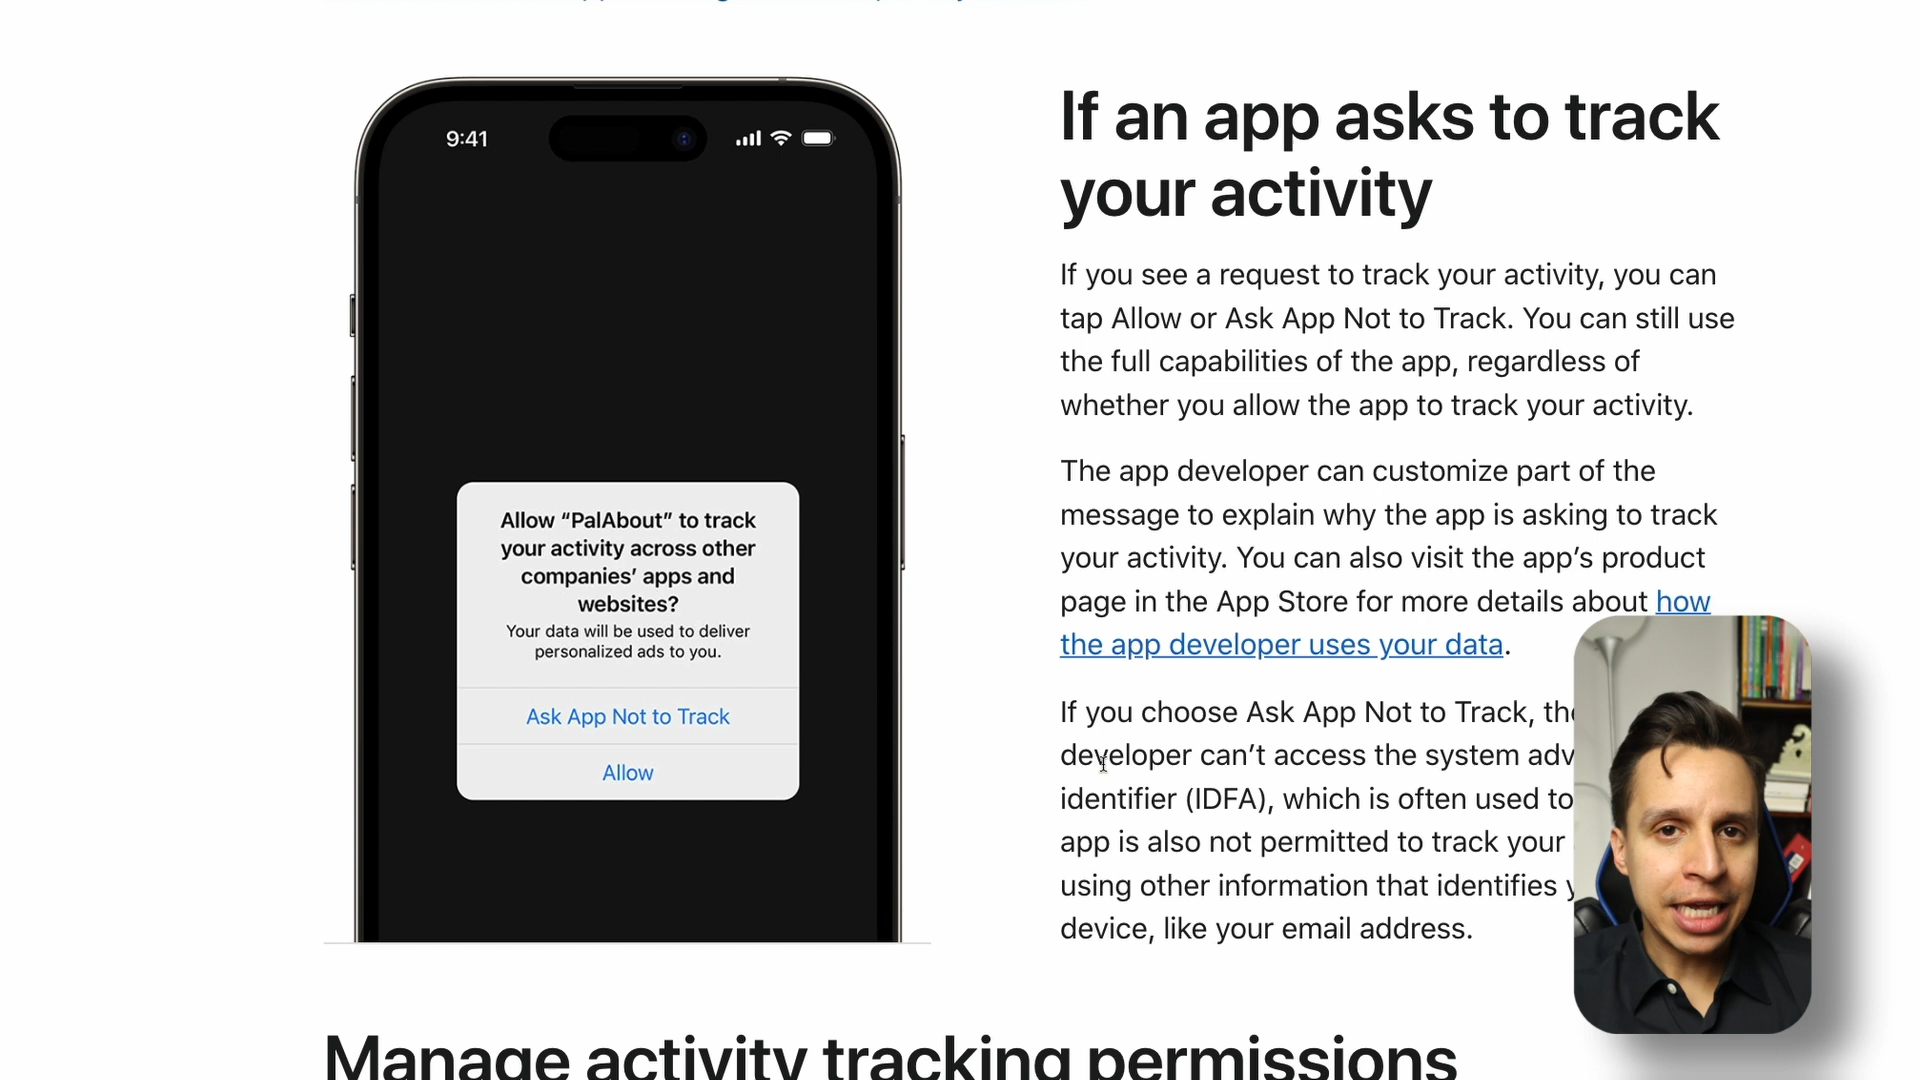 9:41
Allow “PalAbout” to track
your activity across other
companies’ apps and
websites?
Your data will be used to deliver
personalized ads to you.
Ask App Not to Track
Allow
If an app asks to track
your activity
If you see a request to track your activity, you can
tap Allow or Ask App Not to Track. You can still use
the full capabilities of the app, regardless of
whether you allow the app to track your activity.
The app developer can customize part of the
message to explain why the app is asking to track
your activity. You can also visit the app’s product
page in the App Store for more details about how
the app developer uses your data.
If you choose Ask App Not to Track, the
developer can’t access the system adv
identifier (IDFA), which is often used to
app is also not permitted to track your
using other information that identifies
device, like your email address.
Manage activity tracking permissions